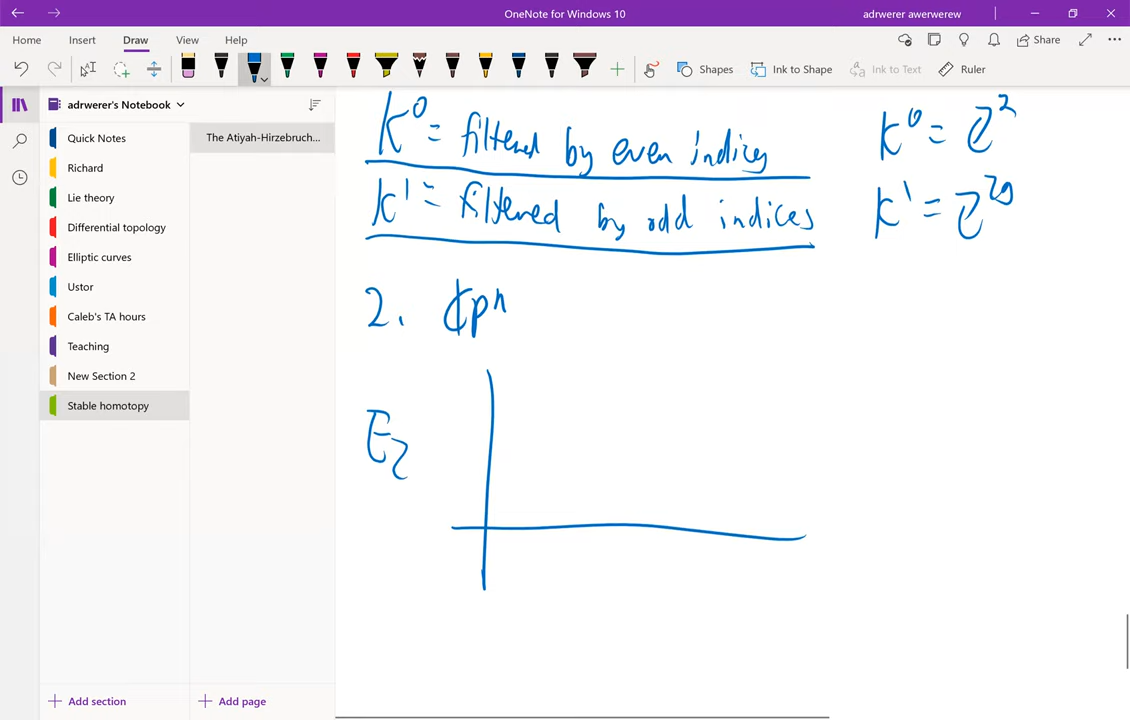 OneNote for Windows 10
adrwerer awerwerew
Home Insert Draw View Help
Share
Shapes Ink to Shape Ink to Text Ruler
adrwerer's Notebook
Quick Notes
Richard
Lie theory
Differential topology
Elliptic curves
Ustor
Caleb's TA hours
Teaching
New Section 2
Stable homotopy
Add section
The Atiyah-Hirzebruch...
Add page
K⁰ = filtered by even indices
K¹ = filtered by odd indices
K⁰ = ℤ²
K¹ = ℤ²ᵍ
2. ℂPⁿ
E₂